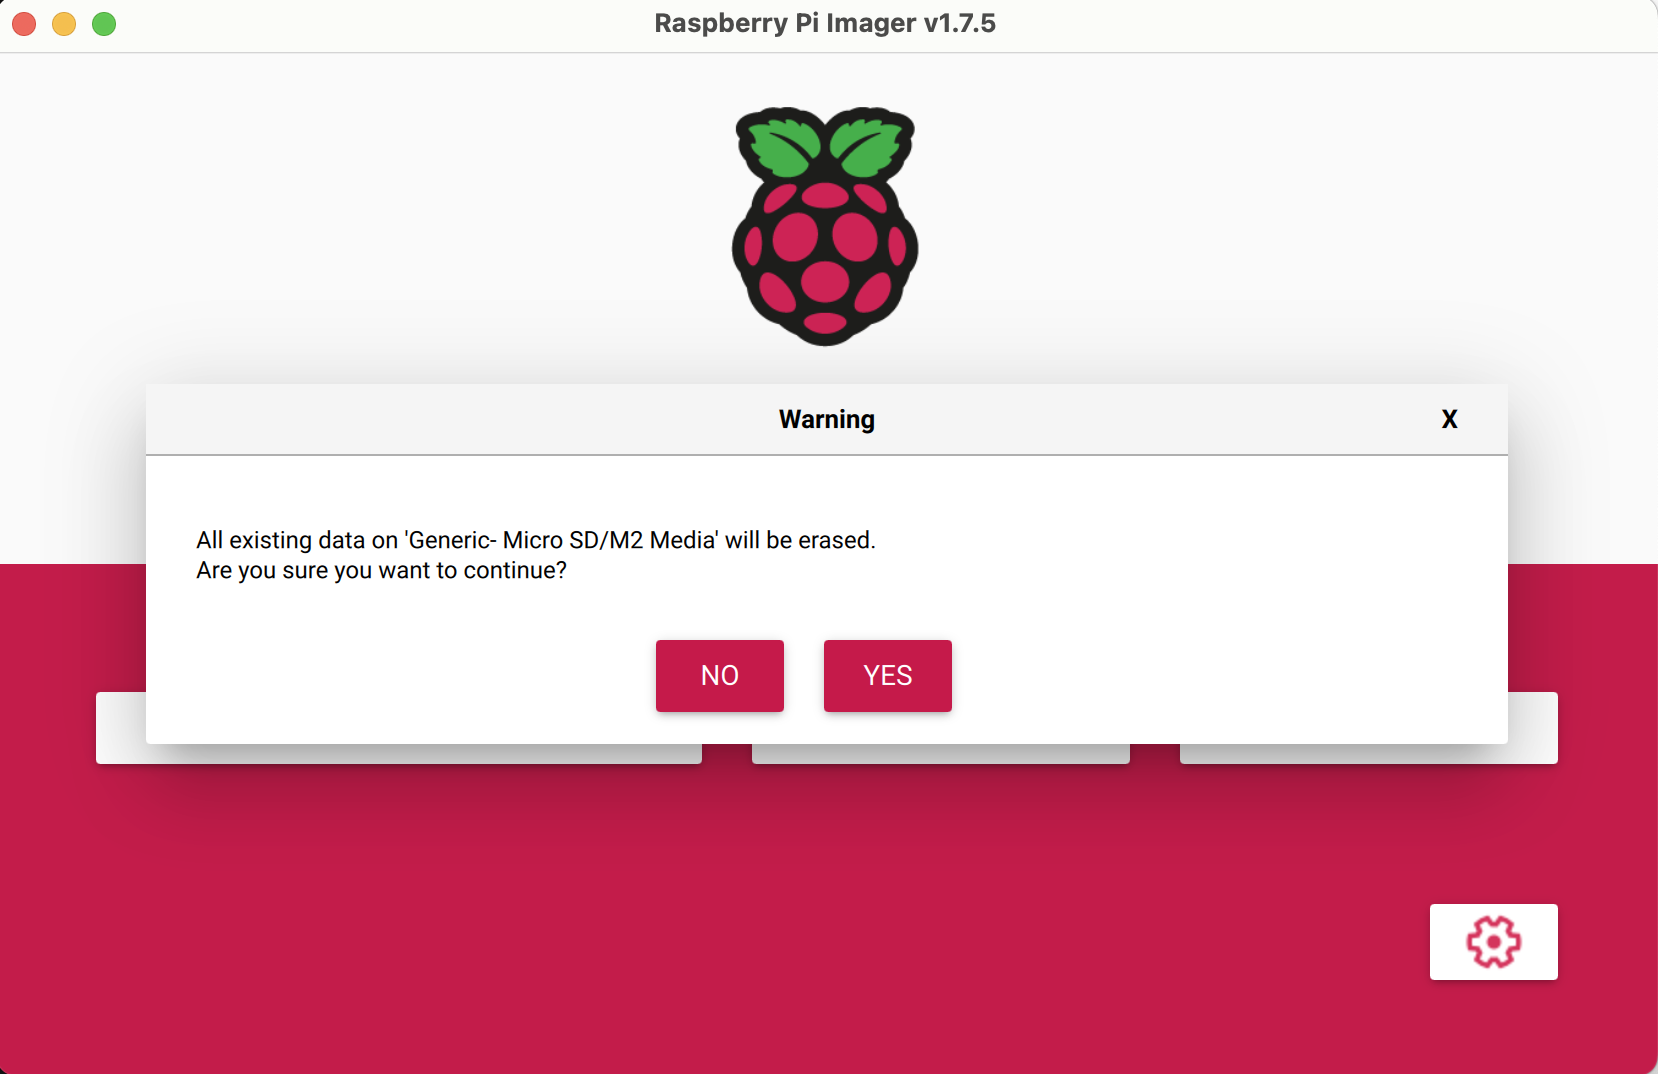 Raspberry Pi Imager v1.7.5
Warning
X
All existing data on 'Generic- Micro SD/M2 Media' will be erased.
Are you sure you want to continue?
NO
YES